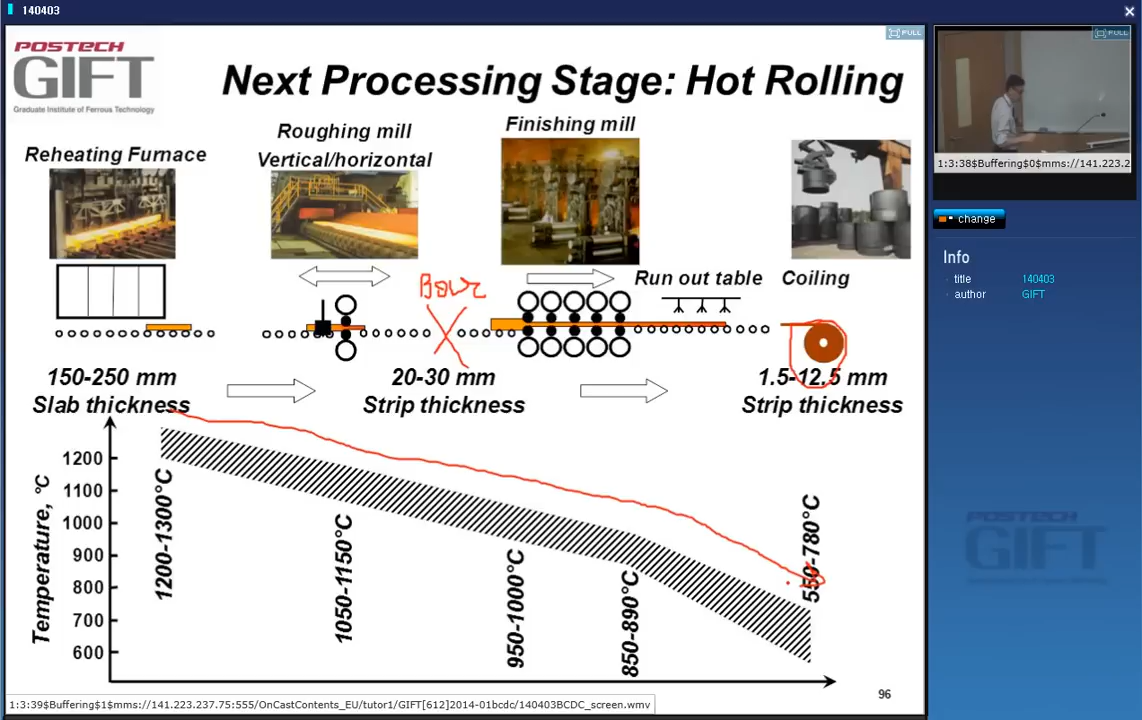 140403
FULL
POSTECH
GIFT
Graduate Institute of Ferrous Technology
Next Processing Stage: Hot Rolling
Reheating Furnace
Roughing mill
Vertical/horizontal
Finishing mill
Run out table
Coiling
150-250 mm
Slab thickness
20-30 mm
Strip thickness
1.5-12.5 mm
Strip thickness
Temperature, °C
1200
1100
1000
900
800
700
600
1200-1300°C
1050-1150°C
950-1000°C
850-890°C
550-780°C
96
1:3:39$Buffering$1$mms://141.223.237.75:555/OnCastContents_EU/tutor1/GIFT[612]2014-01bcdc/140403BCDC_screen.wmv
FULL
1:3:38$Buffering$0$mms://141.223.2
change
Info
title 140403
author GIFT
POSTECH
GIFT